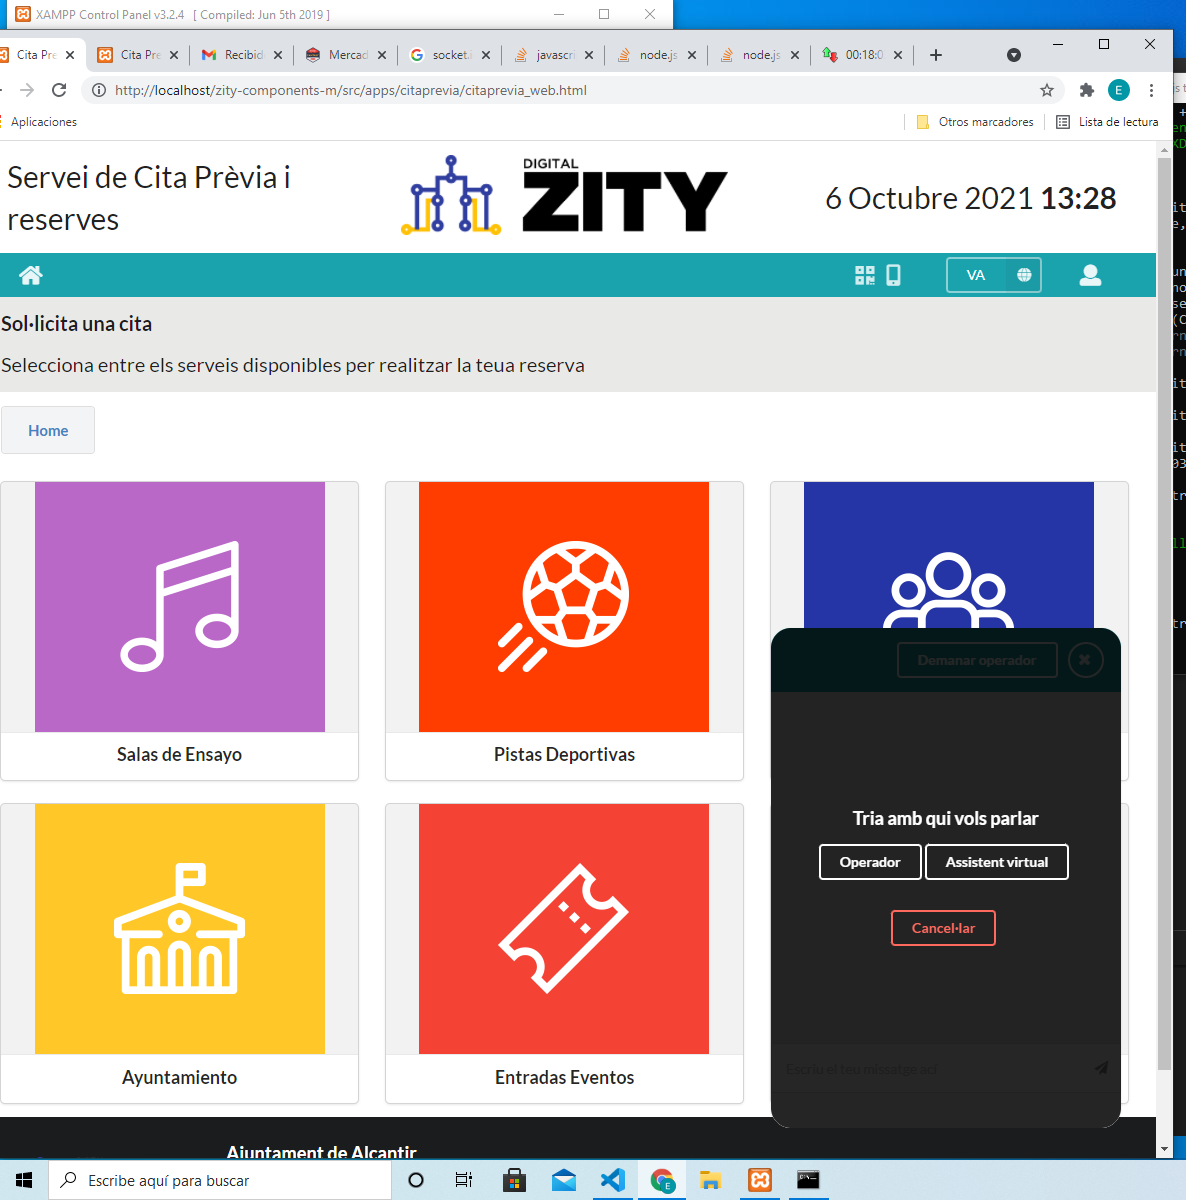 XAMPP Control Panel v3.2.4 [ Compiled: Jun 5th 2019 ]
Cita Pre
Cita Pre
Recibid
Mercad
socket.i
javascri
node.js
node.js
00:18:0
http://localhost/zity-components-m/src/apps/citaprevia/citaprevia_web.html
E
Aplicaciones
Otros marcadores
Lista de lectura
Servei de Cita Prèvia i
reserves
DIGITAL
ZITY
6 Octubre 2021 13:28
VA
Sol·licita una cita
Selecciona entre els serveis disponibles per realitzar la teua reserva
Home
Salas de Ensayo
Pistas Deportivas
Demanar operador
Tria amb qui vols parlar
Operador
Assistent virtual
Cancel·lar
Escriu el teu missatge ací
Ayuntamiento
Entradas Eventos
Ajuntament de Alcantir
Escribe aquí para buscar